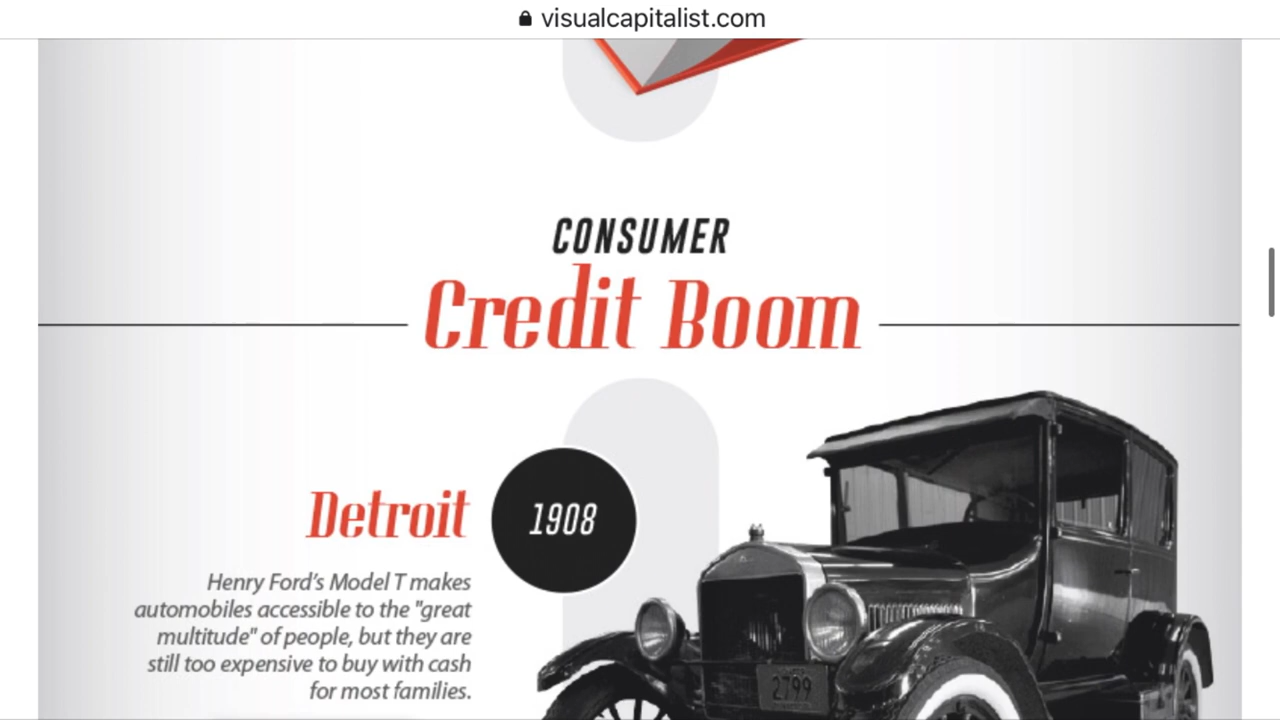 visualcapitalist.com
CONSUMER
Credit Boom
Detroit
1908
Henry Ford's Model T makes
automobiles accessible to the "great
multitude" of people, but they are
still too expensive to buy with cash
for most families.
2799